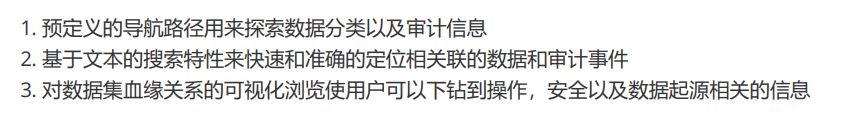 1. 预定义的导航路径用来探索数据分类以及审计信息
2. 基于文本的搜索特性来快速和准确的定位相关联的数据和审计事件
3. 对数据集血缘关系的可视化浏览使用户可以下钻到操作，安全以及数据起源相关的信息